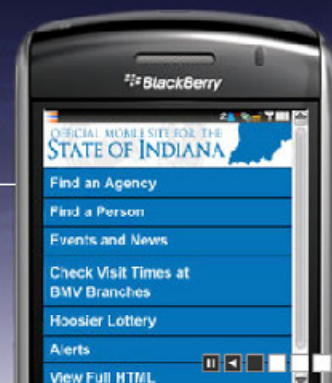 BlackBerry
OFFICIAL MOBILE SITE FOR THE
STATE OF INDIANA
Find an Agency
Find a Person
Events and News
Check Visit Times at
BMV Branches
Hoosier Lottery
Alerts
View Full HTML